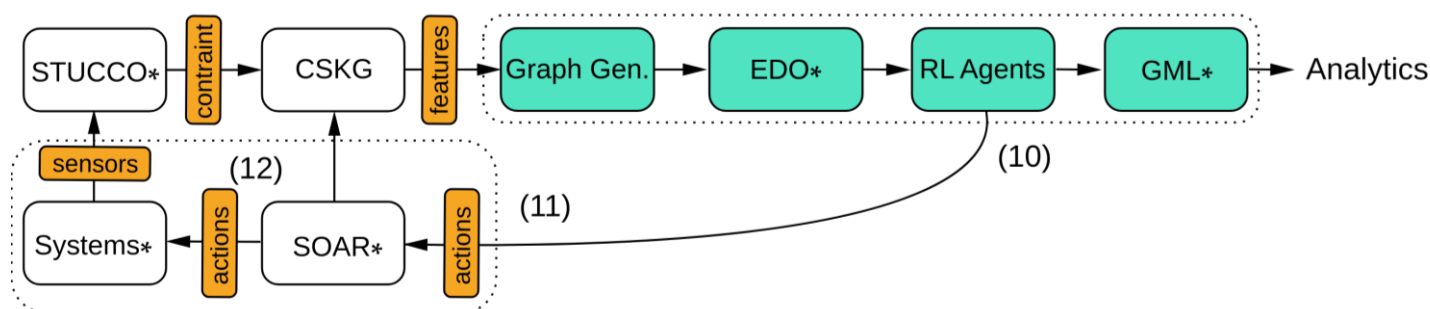 STUCCO*
contraint
CSKG
features
Graph Gen.
EDO*
RL Agents
GML*
Analytics
sensors
(12)
(10)
Systems*
actions
SOAR*
actions
(11)